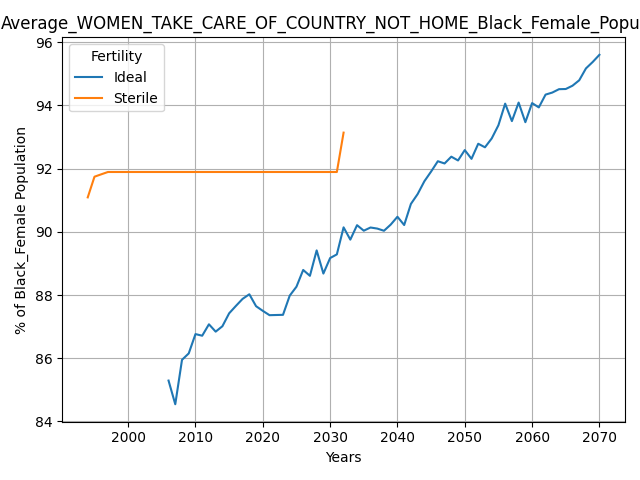 Average_WOMEN_TAKE_CARE_OF_COUNTRY_NOT_HOME_Black_Female_Popu
Fertility
Ideal
Sterile
% of Black_Female Population
96
94
92
90
88
86
84
2000 2010 2020 2030 2040 2050 2060 2070
Years